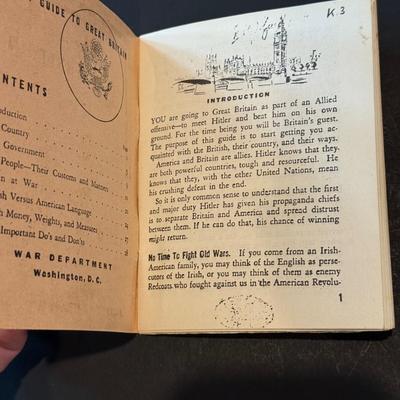 GUIDE TO GREAT BRITAIN
CONTENTS
Introduction
Country
Government
People—Their Customs and Manners
at War
Versus American Language
Money, Weights, and Measures
Important Do's and Don'ts
WAR DEPARTMENT
Washington, D. C.
K.3
INTRODUCTION
YOU are going to Great Britain as part of an Allied
offensive—to meet Hitler and beat him on his own
ground. For the time being you will be Britain's guest.
The purpose of this guide is to start getting you ac-
quainted with the British, their country, and their ways.
America and Britain are allies. Hitler knows that they
are both powerful countries, tough and resourceful. He
knows that they, with the other United Nations, mean
his crushing defeat in the end.
So it is only common sense to understand that the first
and major duty Hitler has given his propaganda chiefs
is to separate Britain and America and spread distrust
between them. If he can do that, his chance of winning
might return.
No Time To Fight Old Wars. If you come from an Irish-
American family, you may think of the English as perse-
cutors of the Irish, or you may think of them as enemy
Redcoats who fought against us in the American Revolu-
1